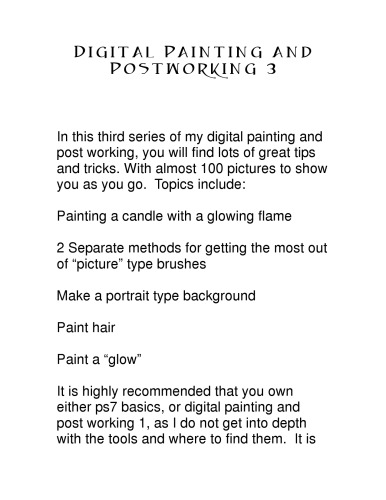 Digital Painting and
Postworking 3
In this third series of my digital painting and
post working, you will find lots of great tips
and tricks. With almost 100 pictures to show
you as you go.  Topics include:
Painting a candle with a glowing flame
2 Separate methods for getting the most out
of “picture” type brushes
Make a portrait type background
Paint hair
Paint a “glow”
It is highly recommended that you own
either ps7 basics, or digital painting and
post working 1, as I do not get into depth
with the tools and where to find them.  It is